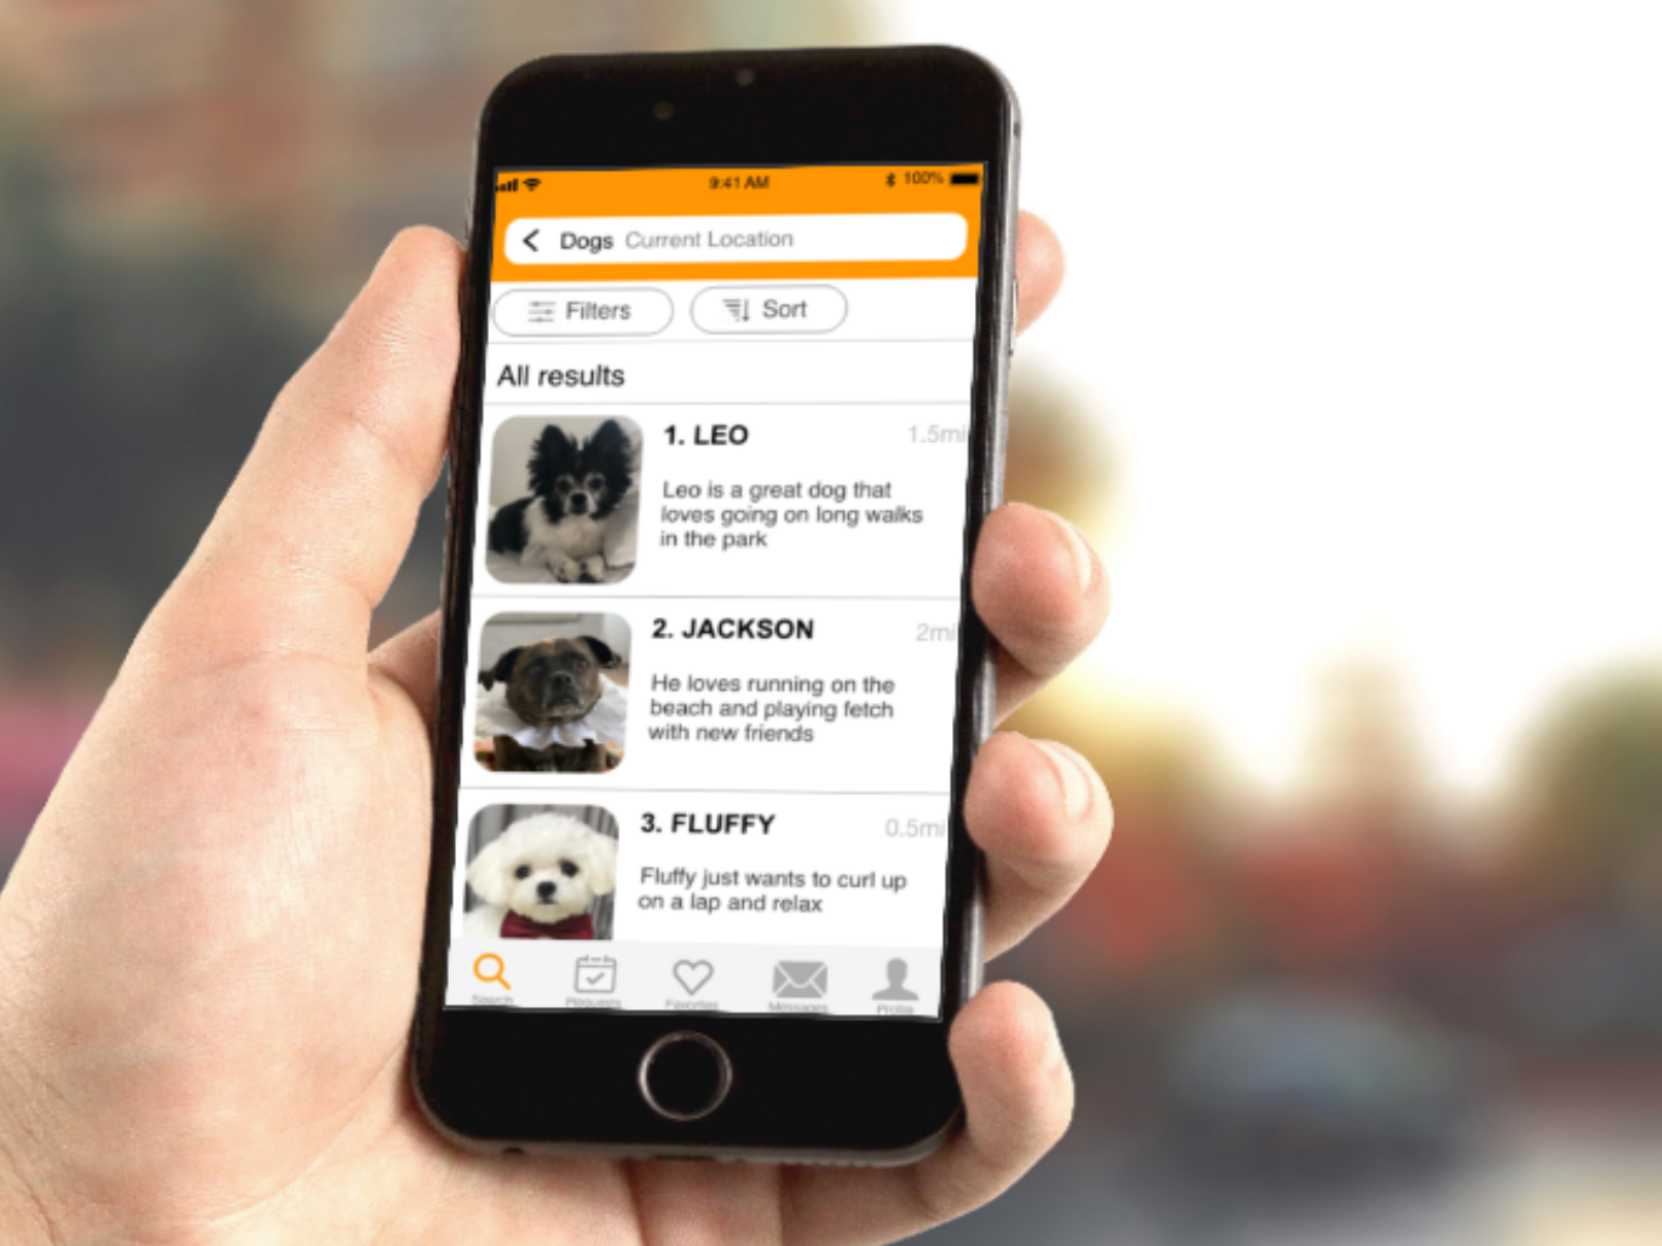 9:41 AM 100%
Dogs Current Location
Filters Sort
All results
1. LEO 1.5mi
Leo is a great dog that
loves going on long walks
in the park
2. JACKSON 2mi
He loves running on the
beach and playing fetch
with new friends
3. FLUFFY 0.5mi
Fluffy just wants to curl up
on a lap and relax
Search Requests Favorites Messages Profile